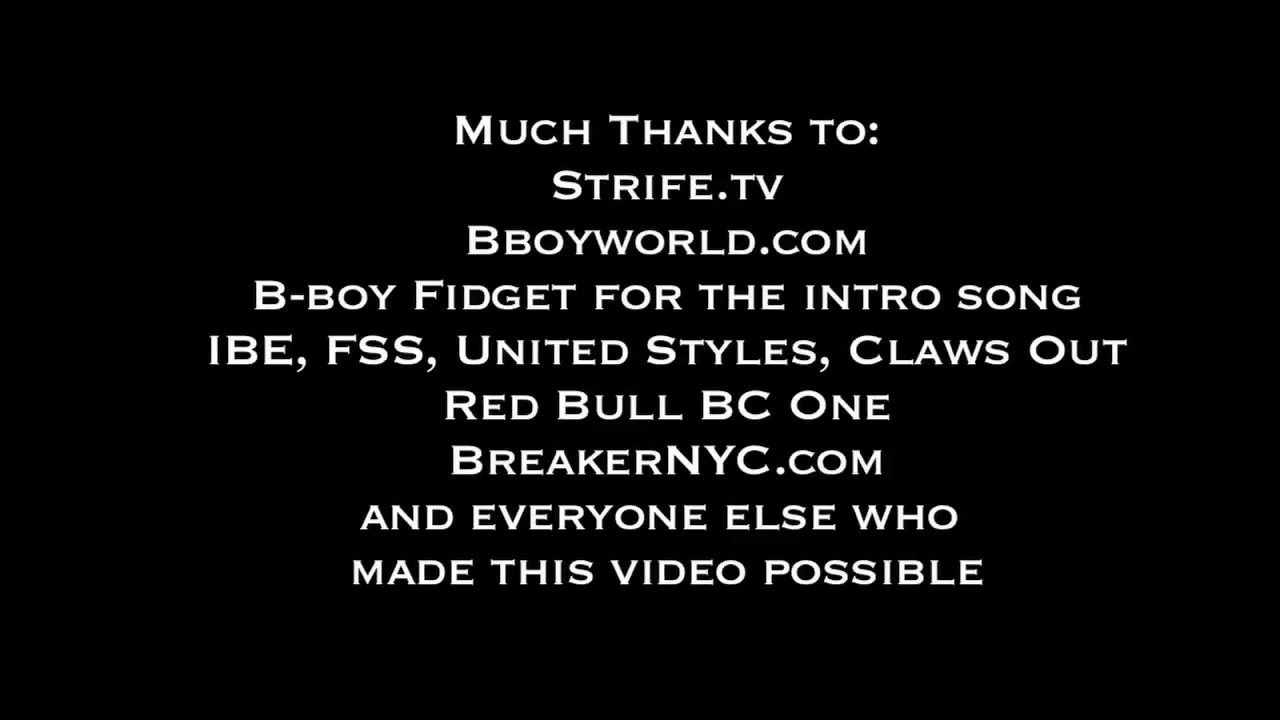 Much Thanks to:
Strife.tv
Bboyworld.com
B-boy Fidget for the intro song
IBE, FSS, United Styles, Claws Out
Red Bull BC One
BreakerNYC.com
and everyone else who
made this video possible